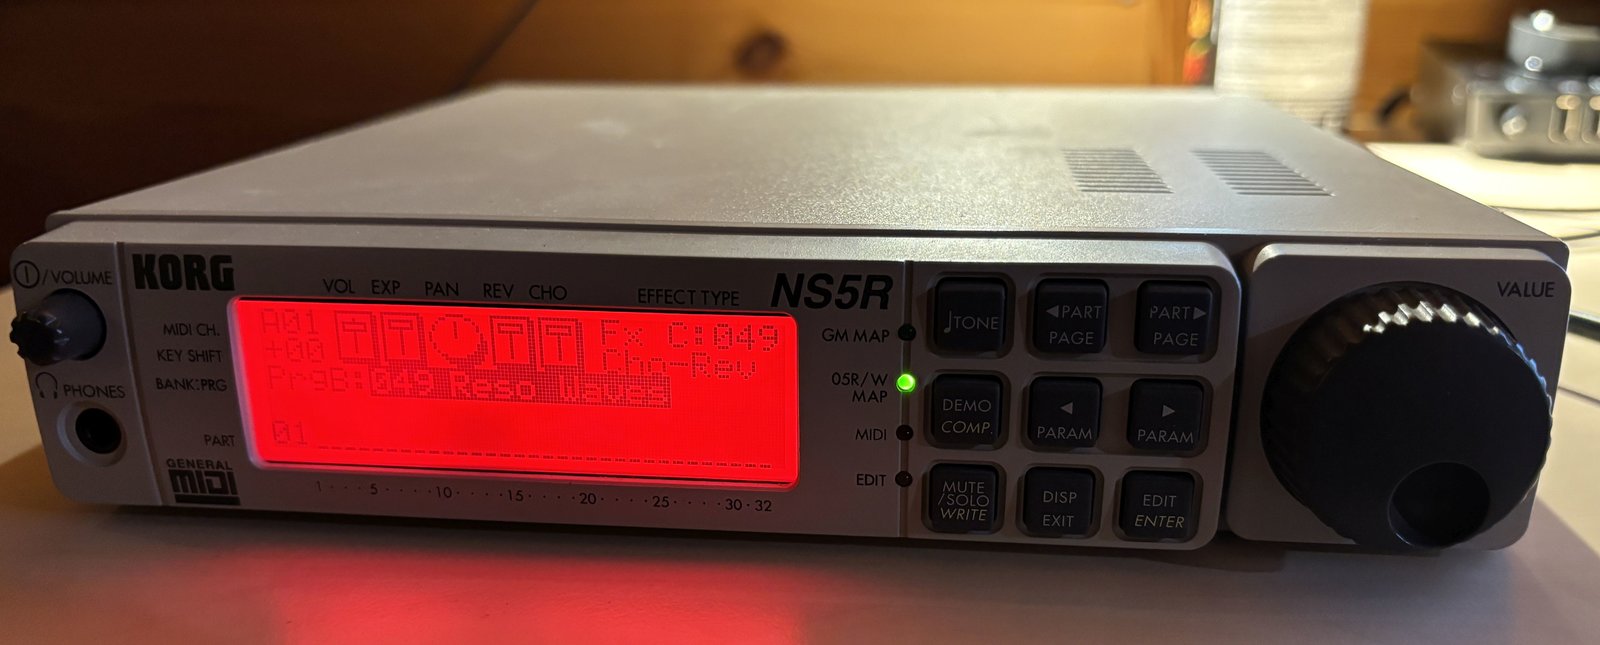 /VOLUME
KORG
VOL EXP PAN REV CHO
EFFECT TYPE
NS5R
MIDI CH.
KEY SHIFT
BANK:PRG
PHONES
PART
GENERAL
MIDI
A01
Fx C:049
+00
Cho-Rev
PrgB:049 Reso Waves
01
1 · · · 5 · · · · 10 · · · · 15 · · · · 20 · · · · 25 · · · · 30 · 32
GM MAP
05R/W
MAP
MIDI
EDIT
♩TONE
◀PART
PAGE
PART▶
PAGE
DEMO
COMP.
◀
PARAM
▶
PARAM
MUTE
/SOLO
WRITE
DISP
EXIT
EDIT
ENTER
VALUE